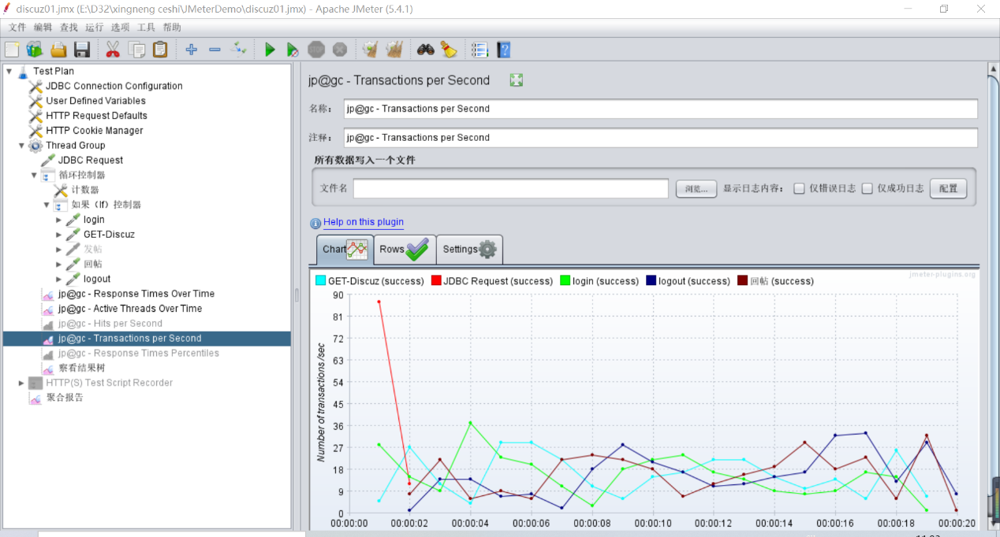 discuz01.jmx (E:\D32\xingneng ceshi\JMeterDemo\discuz01.jmx) - Apache JMeter (5.4.1)
文件 编辑 查找 运行 选项 工具 帮助
STOP
Test Plan
JDBC Connection Configuration
User Defined Variables
HTTP Request Defaults
HTTP Cookie Manager
Thread Group
JDBC Request
循环控制器
计数器
如果（If）控制器
login
GET-Discuz
发帖
回帖
logout
jp@gc - Response Times Over Time
jp@gc - Active Threads Over Time
jp@gc - Hits per Second
jp@gc - Transactions per Second
jp@gc - Response Times Percentiles
察看结果树
HTTP(S) Test Script Recorder
聚合报告
jp@gc - Transactions per Second
名称： jp@gc - Transactions per Second
注释： jp@gc - Transactions per Second
所有数据写入一个文件
文件名 浏览... 显示日志内容： 仅错误日志 仅成功日志 配置
Help on this plugin
Chart Rows Settings
jmeter-plugins.org
GET-Discuz (success) JDBC Request (success) login (success) logout (success) 回帖 (success)
Number of transactions /sec
90
81
72
63
54
45
36
27
18
9
0
00:00:00 00:00:02 00:00:04 00:00:06 00:00:08 00:00:10 00:00:12 00:00:14 00:00:16 00:00:18 00:00:20